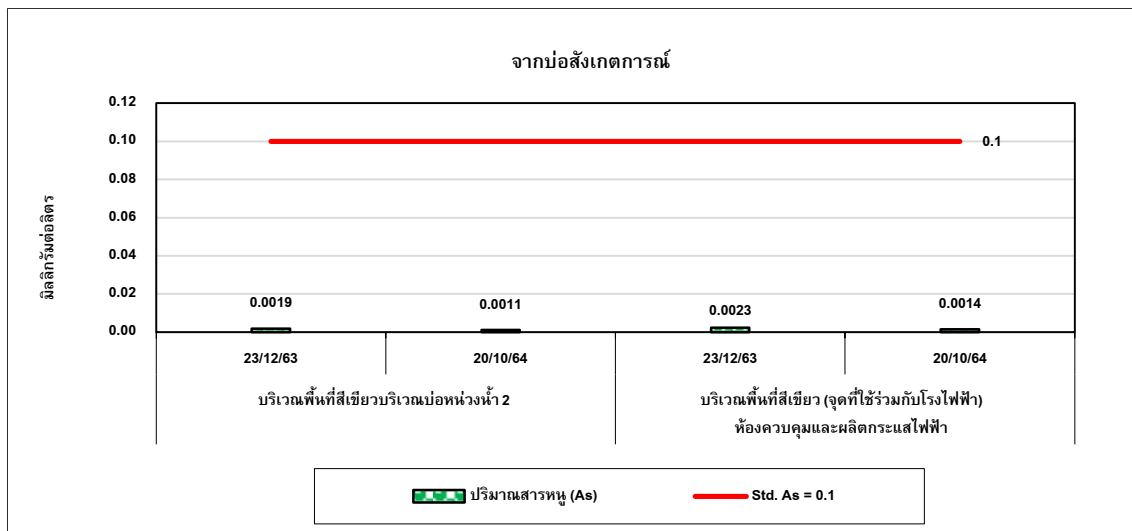 จากบ่อสังเกตการณ์
มิลลิกรัมต่อลิตร
0.12
0.10
0.08
0.06
0.04
0.02
0.00
0.1
0.0019
0.0011
0.0023
0.0014
23/12/63
20/10/64
23/12/63
20/10/64
บริเวณพื้นที่สีเขียวบริเวณบ่อหน่วงน้ำ 2
บริเวณพื้นที่สีเขียว (จุดที่ใช้ร่วมกับโรงไฟฟ้า)
ห้องควบคุมและผลิตกระแสไฟฟ้า
ปริมาณสารหนู (As)
Std. As = 0.1